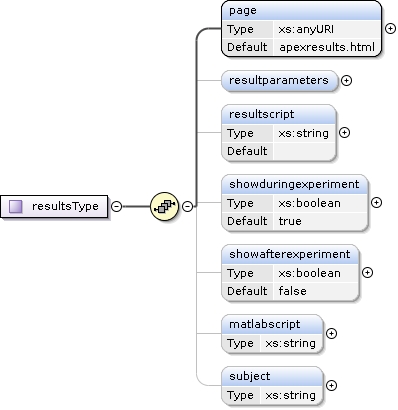 page
Type xs:anyURI
Default apexresults.html
resultparameters
resultscript
Type xs:string
Default
resultsType
showduringexperiment
Type xs:boolean
Default true
showafterexperiment
Type xs:boolean
Default false
matlabscript
Type xs:string
subject
Type xs:string